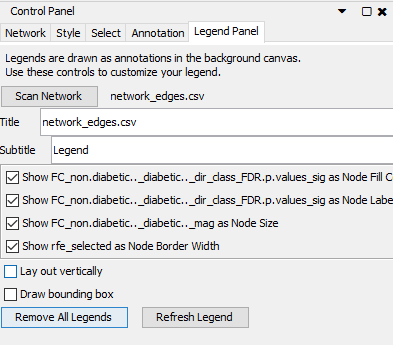 Control Panel
Network Style Select Annotation Legend Panel
Legends are drawn as annotations in the background canvas.
Use these controls to customize your legend.
Scan Network network_edges.csv
Title network_edges.csv
Subtitle Legend
Show FC_non.diabetic.._diabetic.._dir_class_FDR.p.values_sig as Node Fill C
Show FC_non.diabetic.._diabetic.._dir_class_FDR.p.values_sig as Node Labe
Show FC_non.diabetic.._diabetic.._mag as Node Size
Show rfe_selected as Node Border Width
Lay out vertically
Draw bounding box
Remove All Legends Refresh Legend